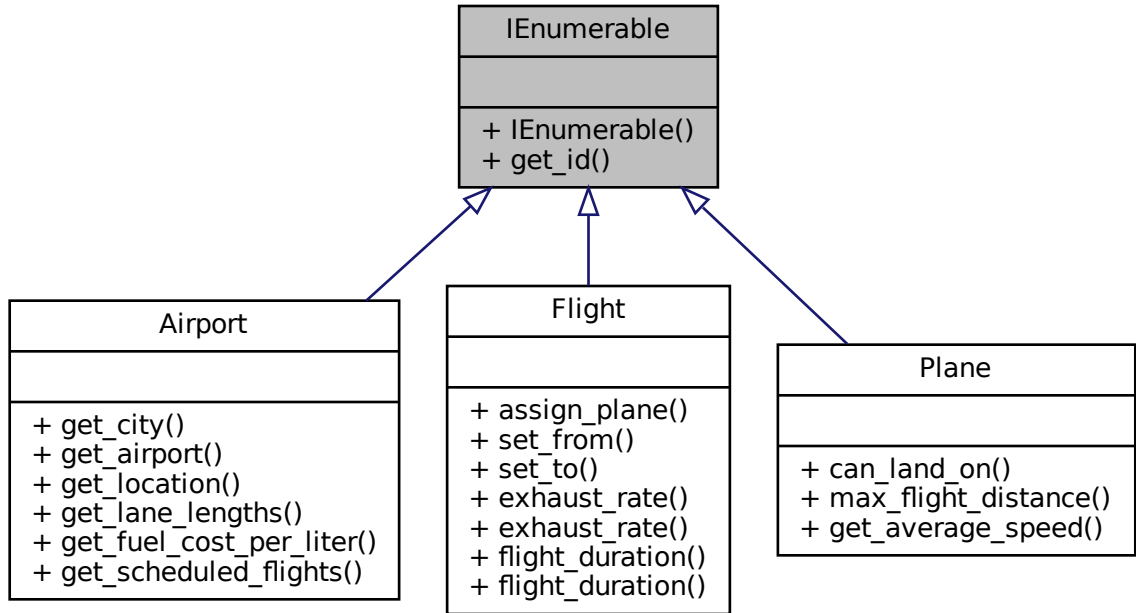 IEnumerable
+ IEnumerable()
+ get_id()
Airport
+ get_city()
+ get_airport()
+ get_location()
+ get_lane_lengths()
+ get_fuel_cost_per_liter()
+ get_scheduled_flights()
Flight
+ assign_plane()
+ set_from()
+ set_to()
+ exhaust_rate()
+ exhaust_rate()
+ flight_duration()
+ flight_duration()
Plane
+ can_land_on()
+ max_flight_distance()
+ get_average_speed()